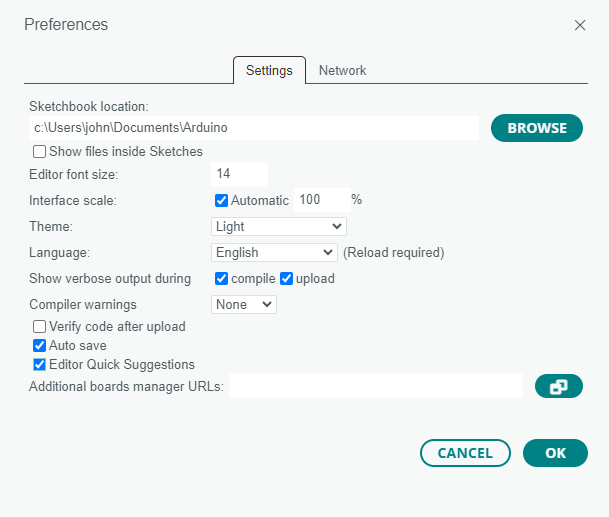 Preferences
Settings Network
Sketchbook location:
c:\Users\john\Documents\Arduino BROWSE
Show files inside Sketches
Editor font size: 14
Interface scale: Automatic 100 %
Theme: Light
Language: English (Reload required)
Show verbose output during compile upload
Compiler warnings None
Verify code after upload
Auto save
Editor Quick Suggestions
Additional boards manager URLs:
CANCEL OK